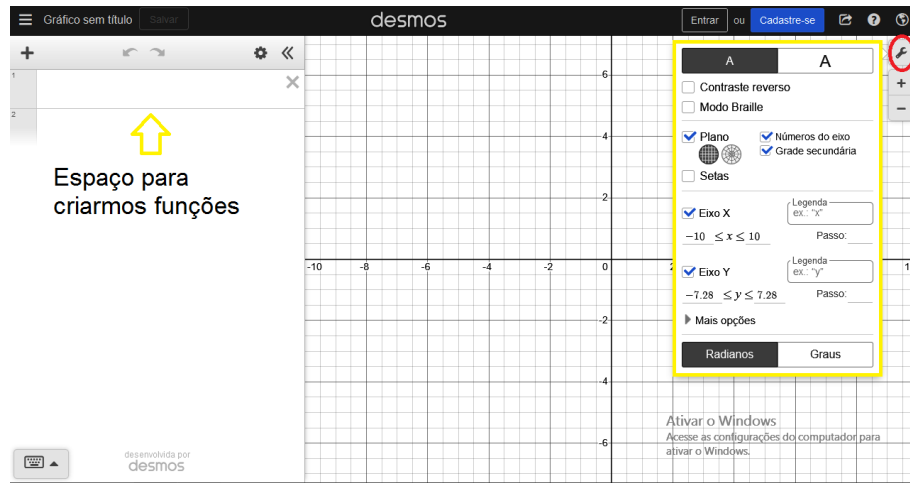 Gráfico sem título Salvar desmos Entrar ou Cadastre-se
1
2
Espaço para
criarmos funções
desenvolvida por
desmos
A A
Contraste reverso
Modo Braille
Plano Números do eixo
Grade secundária
Setas
Eixo X Legenda ex.: "x"
−10 ≤ x ≤ 10 Passo:
Eixo Y Legenda ex.: "y"
−7.28 ≤ y ≤ 7.28 Passo:
Mais opções
Radianos Graus
6
4
2
-10 -8 -6 -4 -2 0 2 1
-2
-4
-6
Ativar o Windows
Acesse as configurações do computador para
ativar o Windows.